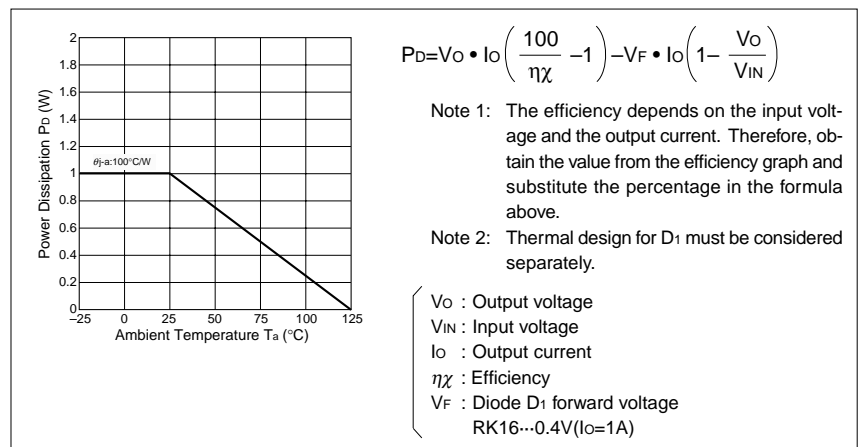 2
1.8
1.6
1.4
1.2
1
0.8
0.6
0.4
0.2
0
–25
0
25
50
75
100
125
Power Dissipation PD (W)
θj-a:100°C/W
Ambient Temperature Ta (°C)
PD=VO • IO( 100/ηχ –1)–VF • IO(1– VO/VIN)
Note 1: The efficiency depends on the input volt-
age and the output current. Therefore, ob-
tain the value from the efficiency graph and
substitute the percentage in the formula
above.
Note 2: Thermal design for D1 must be considered
separately.
VO : Output voltage
VIN : Input voltage
IO : Output current
ηχ : Efficiency
VF : Diode D1 forward voltage
RK16···0.4V(IO=1A)